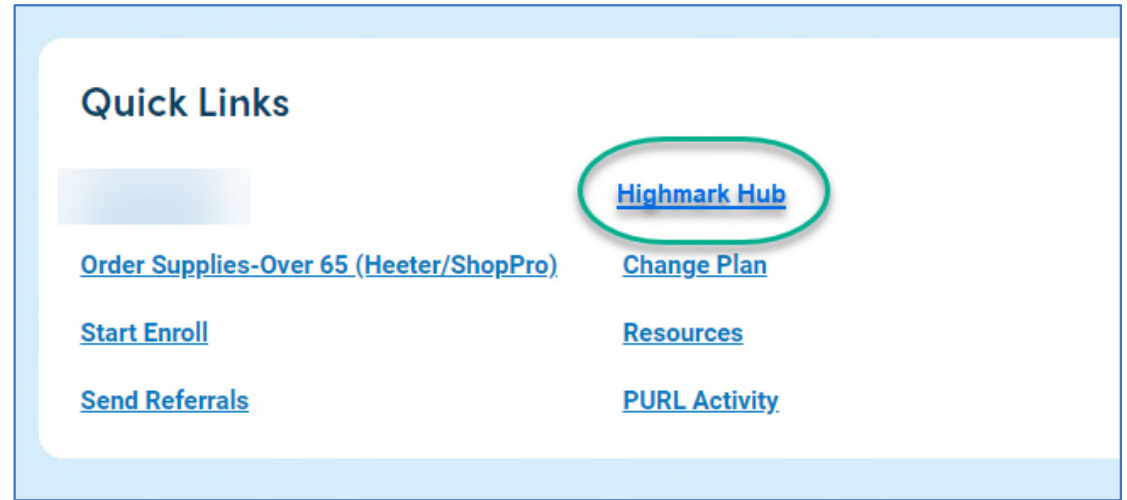 Quick Links
Highmark Hub
Order Supplies-Over 65 (Heeter/ShopPro)
Change Plan
Start Enroll
Resources
Send Referrals
PURL Activity